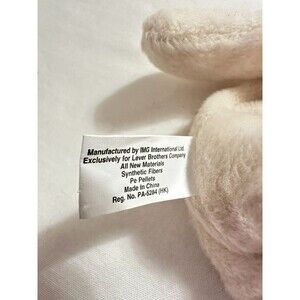 Manufactured by IMG International Ltd.
Exclusively for Lever Brothers Company
All New Materials
Synthetic Fibers
Pe Pellets
Made in China
Reg. No. PA-5284 (HK)